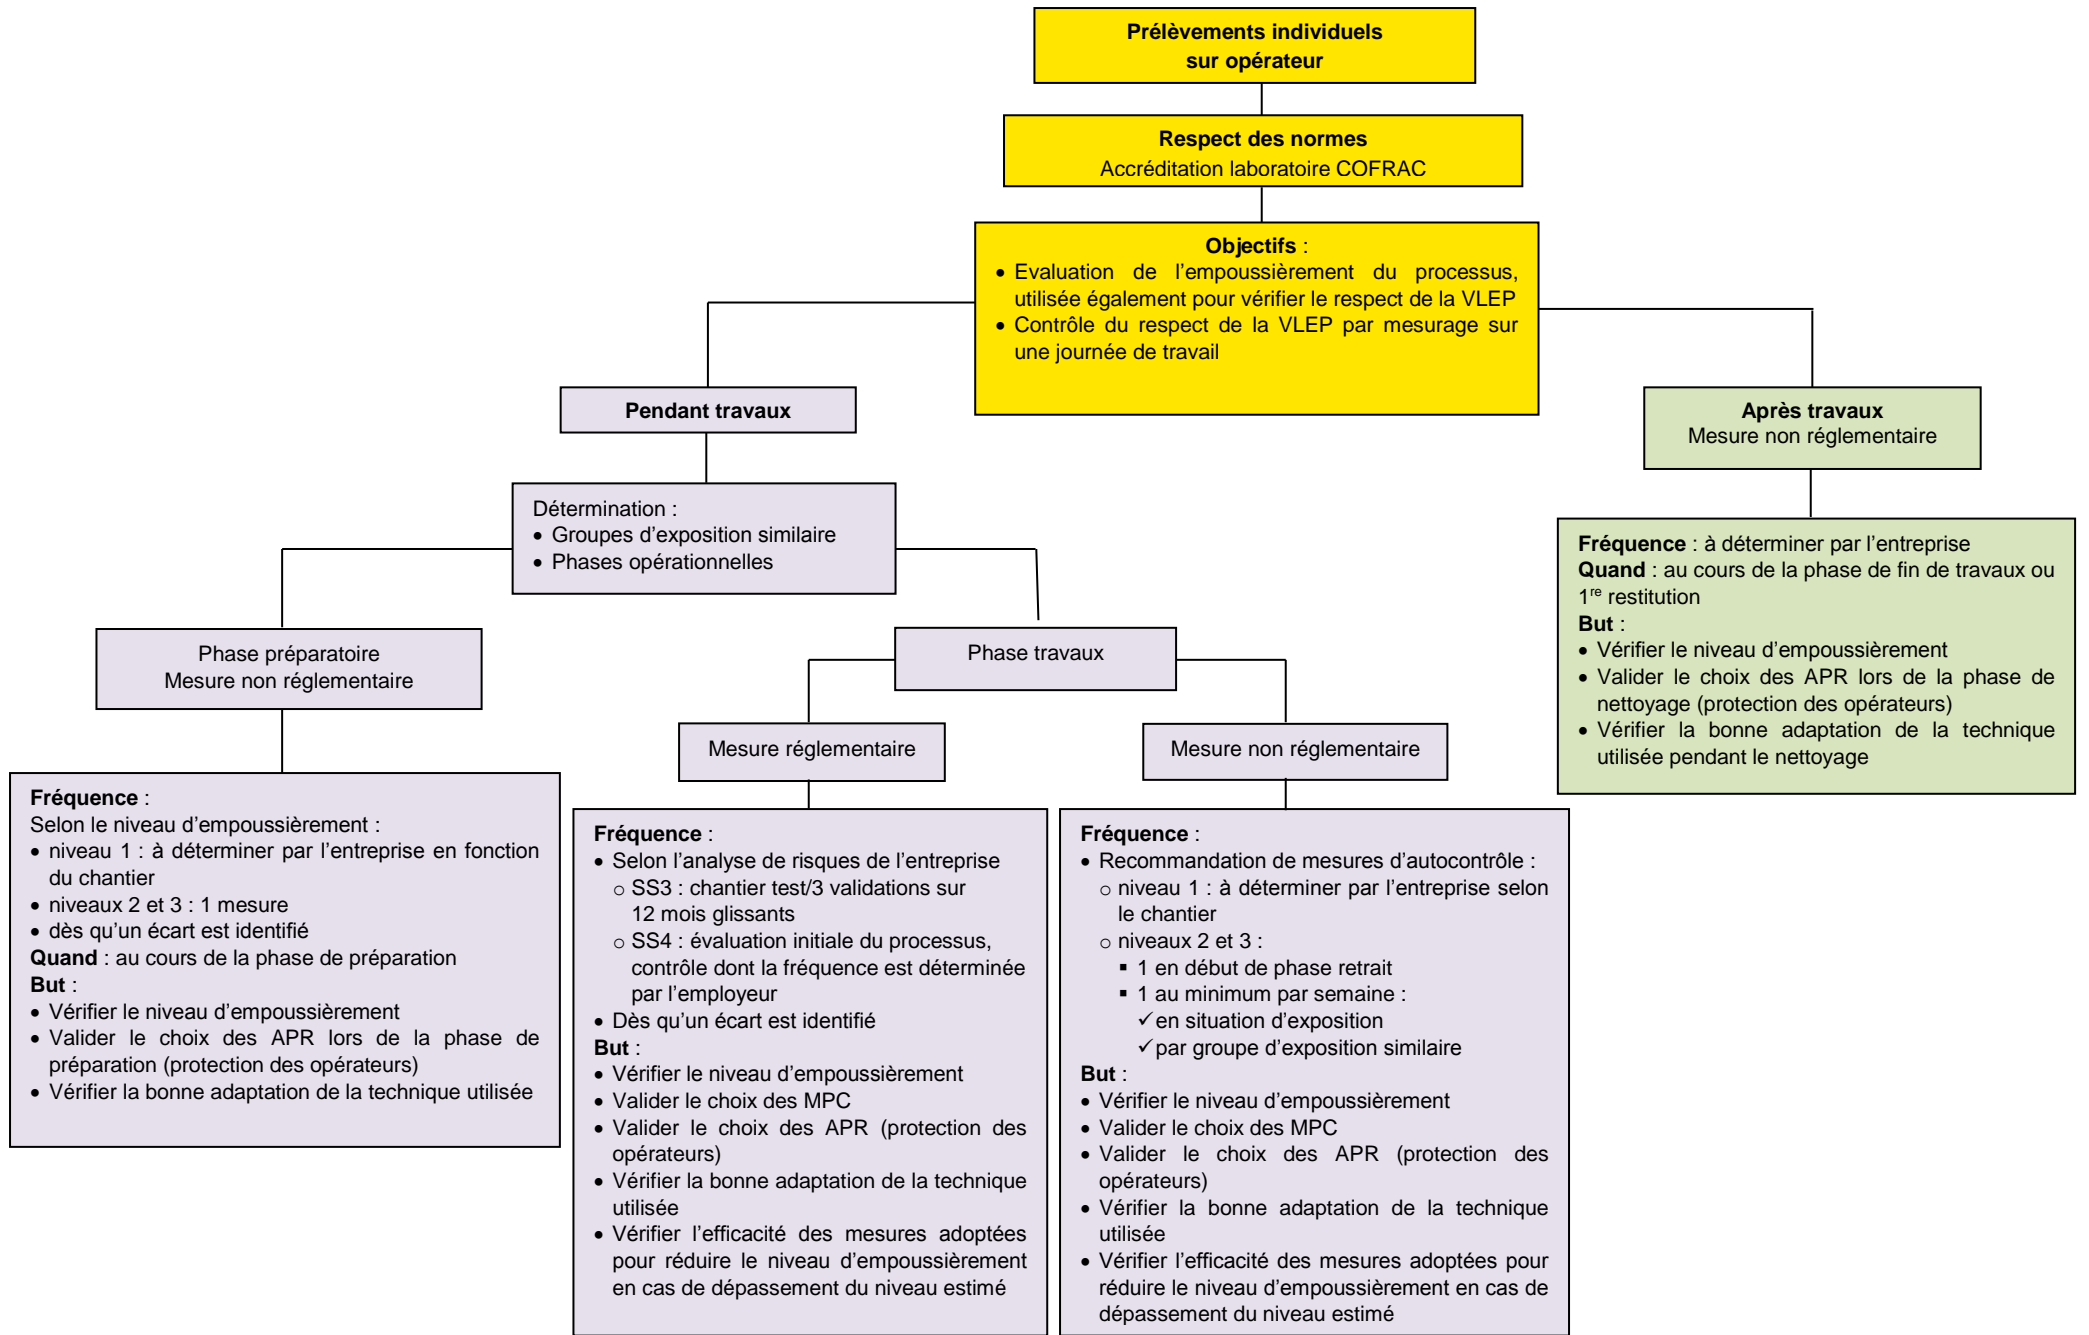 Prélèvements individuels
sur opérateur
Respect des normes
Accréditation laboratoire COFRAC
Objectifs :
• Evaluation de l'empoussièrement du processus,
utilisée également pour vérifier le respect de la VLEP
• Contrôle du respect de la VLEP par mesurage sur
une journée de travail
Pendant travaux
Après travaux
Mesure non réglementaire
Détermination :
• Groupes d'exposition similaire
• Phases opérationnelles
Fréquence : à déterminer par l'entreprise
Quand : au cours de la phase de fin de travaux ou
1re restitution
But :
• Vérifier le niveau d'empoussièrement
• Valider le choix des APR lors de la phase de
nettoyage (protection des opérateurs)
• Vérifier la bonne adaptation de la technique
utilisée pendant le nettoyage
Phase préparatoire
Mesure non réglementaire
Phase travaux
Mesure réglementaire
Mesure non réglementaire
Fréquence :
Selon le niveau d'empoussièrement :
• niveau 1 : à déterminer par l'entreprise en fonction
du chantier
• niveaux 2 et 3 : 1 mesure
• dès qu'un écart est identifié
Quand : au cours de la phase de préparation
But :
• Vérifier le niveau d'empoussièrement
• Valider le choix des APR lors de la phase de
préparation (protection des opérateurs)
• Vérifier la bonne adaptation de la technique utilisée
Fréquence :
• Selon l'analyse de risques de l'entreprise
o SS3 : chantier test/3 validations sur
12 mois glissants
o SS4 : évaluation initiale du processus,
contrôle dont la fréquence est déterminée
par l'employeur
• Dès qu'un écart est identifié
But :
• Vérifier le niveau d'empoussièrement
• Valider le choix des MPC
• Valider le choix des APR (protection des
opérateurs)
• Vérifier la bonne adaptation de la technique
utilisée
• Vérifier l'efficacité des mesures adoptées
pour réduire le niveau d'empoussièrement
en cas de dépassement du niveau estimé
Fréquence :
• Recommandation de mesures d'autocontrôle :
o niveau 1 : à déterminer par l'entreprise selon
le chantier
o niveaux 2 et 3 :
▪ 1 en début de phase retrait
▪ 1 au minimum par semaine :
✓ en situation d'exposition
✓ par groupe d'exposition similaire
But :
• Vérifier le niveau d'empoussièrement
• Valider le choix des MPC
• Valider le choix des APR (protection des
opérateurs)
• Vérifier la bonne adaptation de la technique
utilisée
• Vérifier l'efficacité des mesures adoptées pour
réduire le niveau d'empoussièrement en cas de
dépassement du niveau estimé